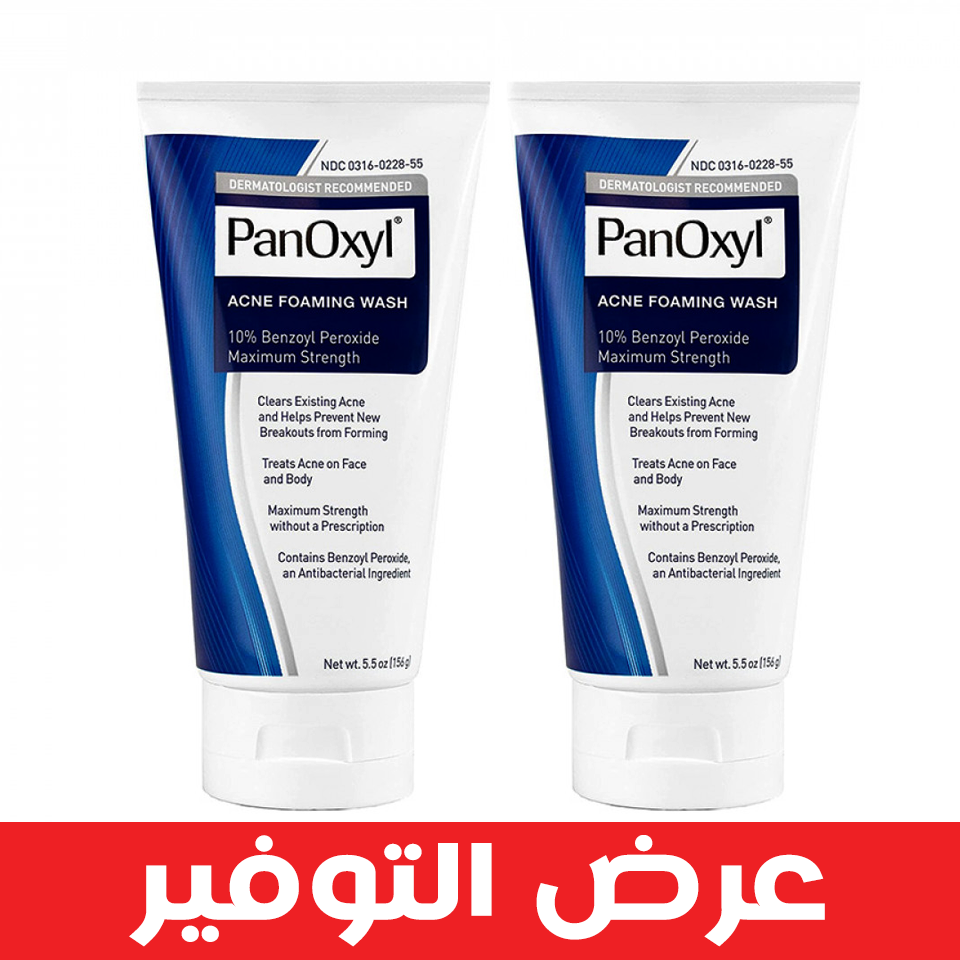 NDC 0316-0228-55
DERMATOLOGIST RECOMMENDED
PanOxyl®
ACNE FOAMING WASH
10% Benzoyl Peroxide
Maximum Strength
Clears Existing Acne
and Helps Prevent New
Breakouts from Forming
Treats Acne on Face
and Body
Maximum Strength
without a Prescription
Contains Benzoyl Peroxide,
an Antibacterial Ingredient
Net wt. 5.5 oz (156g)
NDC 0316-0228-55
DERMATOLOGIST RECOMMENDED
PanOxyl®
ACNE FOAMING WASH
10% Benzoyl Peroxide
Maximum Strength
Clears Existing Acne
and Helps Prevent New
Breakouts from Forming
Treats Acne on Face
and Body
Maximum Strength
without a Prescription
Contains Benzoyl Peroxide,
an Antibacterial Ingredient
Net wt. 5.5 oz (156g)
عرض التوفير